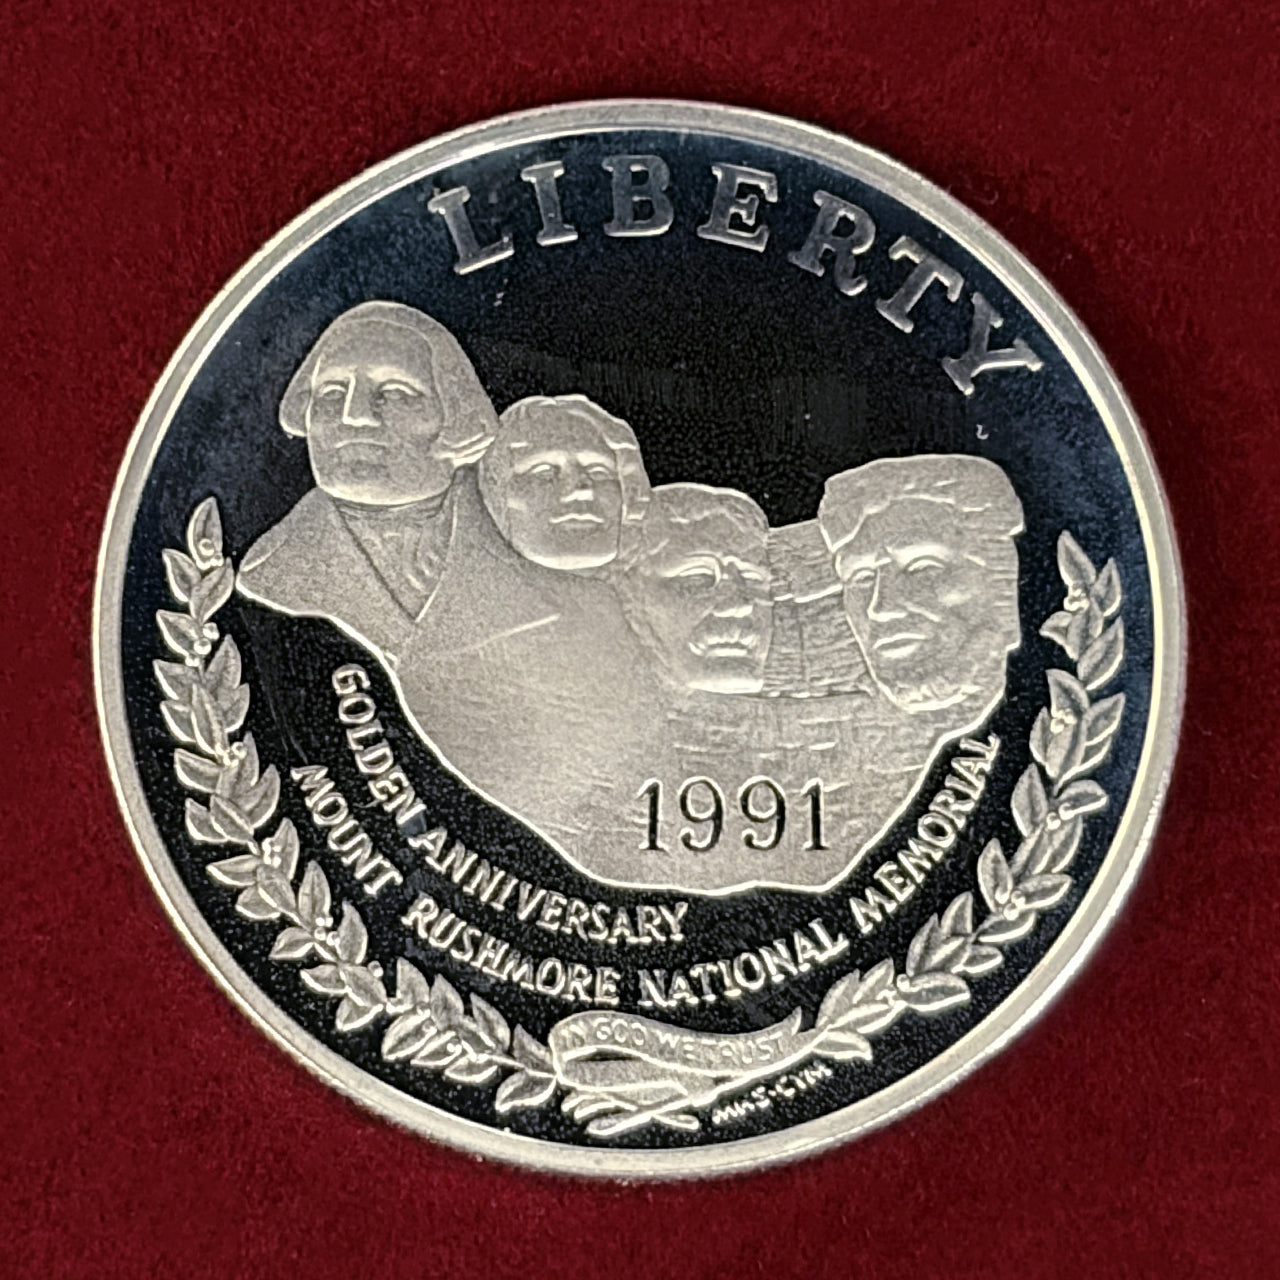 LIBERTY
1991
GOLDEN ANNIVERSARY
MOUNT RUSHMORE NATIONAL MEMORIAL
IN GOD WE TRUST